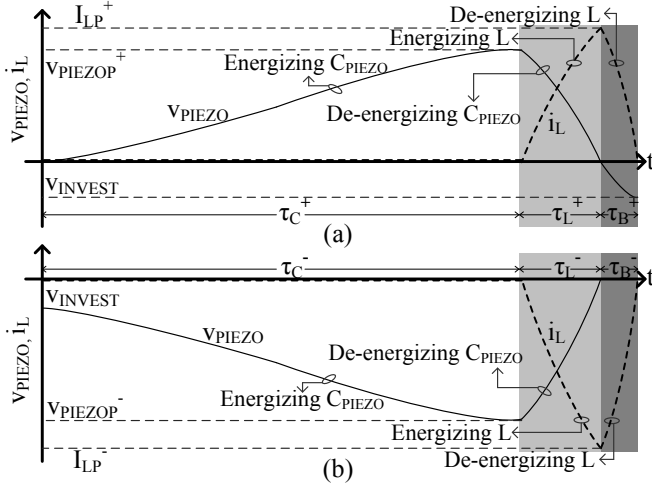 I_LP^+
De-energizing L
Energizing L
v_PIEZOP^+
Energizing C_PIEZO
v_PIEZO, i_L
v_PIEZO
De-energizing C_PIEZO
i_L
t
v_INVEST
τ_C^+
τ_L^+
τ_B^+
(a)
τ_C^-
τ_L^-
τ_B^-
t
v_INVEST
v_PIEZO, i_L
v_PIEZO
i_L
De-energizing C_PIEZO
Energizing C_PIEZO
v_PIEZOP^-
Energizing L
I_LP^-
De-energizing L
(b)